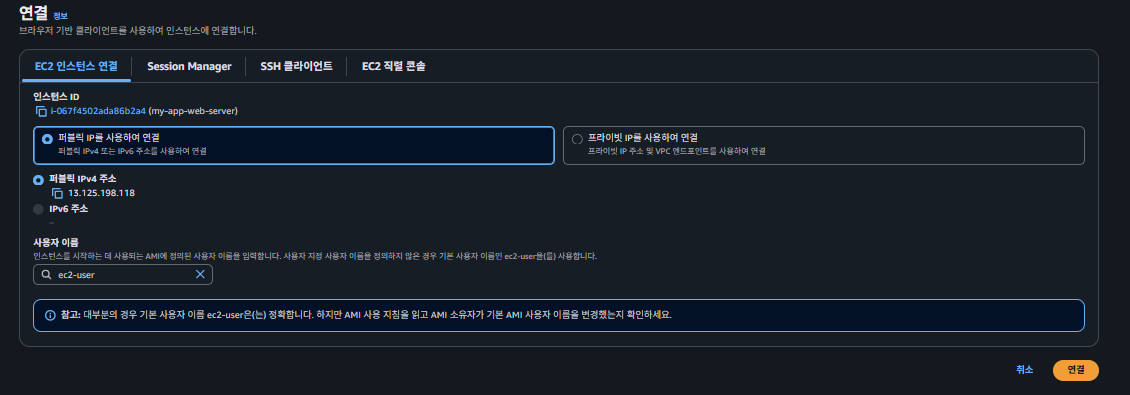 연결 정보
브라우저 기반 클라이언트를 사용하여 인스턴스에 연결합니다.
EC2 인스턴스 연결 Session Manager SSH 클라이언트 EC2 직렬 콘솔
인스턴스 ID
i-067f4502ada86b2a4 (my-app-web-server)
퍼블릭 IP를 사용하여 연결
퍼블릭 IPv4 또는 IPv6 주소를 사용하여 연결
프라이빗 IP를 사용하여 연결
프라이빗 IP 주소 및 VPC 엔드포인트를 사용하여 연결
퍼블릭 IPv4 주소
13.125.198.118
IPv6 주소
–
사용자 이름
인스턴스를 시작하는 데 사용되는 AMI에 정의된 사용자 이름을 입력합니다. 사용자 지정 사용자 이름을 정의하지 않은 경우 기본 사용자 이름인 ec2-user을(를) 사용합니다.
ec2-user
참고: 대부분의 경우 기본 사용자 이름 ec2-user은(는) 정확합니다. 하지만 AMI 사용 지침을 읽고 AMI 소유자가 기본 AMI 사용자 이름을 변경했는지 확인하세요.
취소 연결